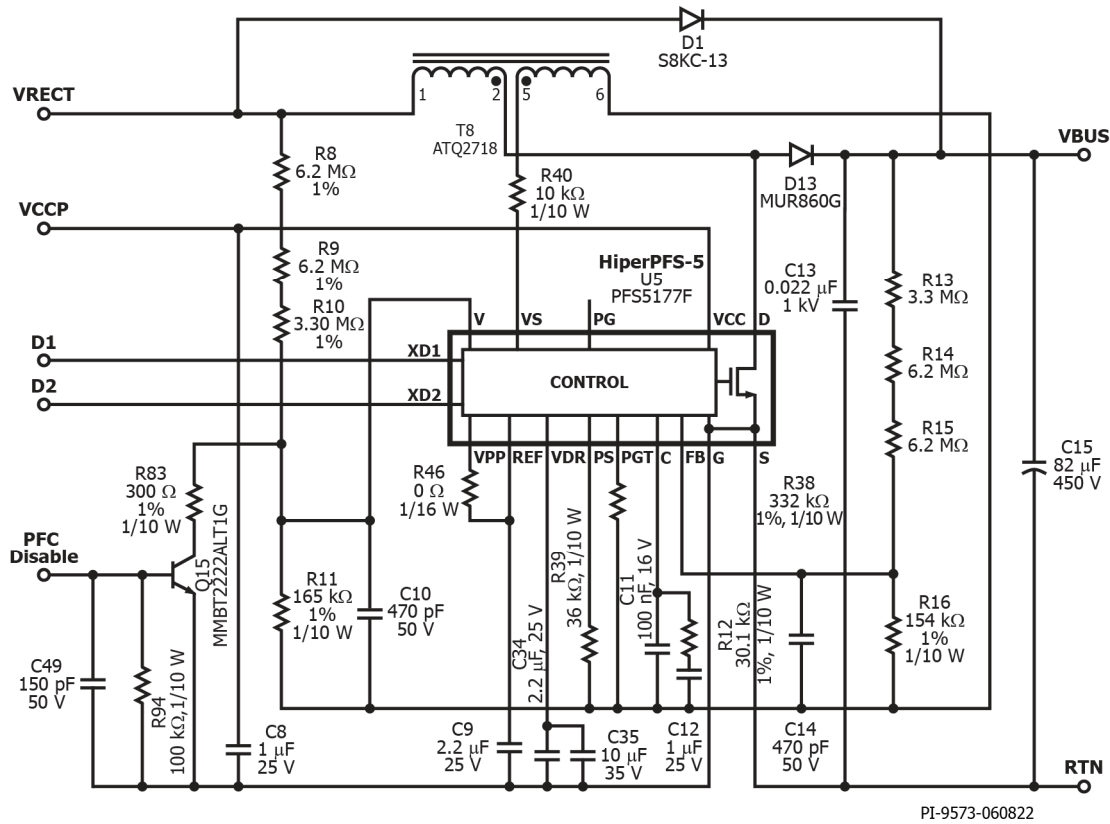 D1
S8KC-13
VRECT
1
2
5
6
T8
ATQ2718
VBUS
R8
6.2 MΩ
1%
R40
10 kΩ
1/10 W
D13
MUR860G
VCCP
R9
6.2 MΩ
1%
HiperPFS-5
U5
PFS5177F
C13
0.022 µF
1 kV
R13
3.3 MΩ
R10
3.30 MΩ
1%
V
VS
PG
VCC
D
D1
XD1
R14
6.2 MΩ
D2
XD2
CONTROL
R15
6.2 MΩ
VPP
REF
VDR
PS
PGT
C
FB
G
S
C15
82 µF
450 V
R83
300 Ω
1%
1/10 W
R46
0 Ω
1/16 W
R38
332 kΩ
1%, 1/10 W
PFC
Disable
Q15
MMBT2222ALT1G
R11
165 kΩ
1%
1/10 W
C10
470 pF
50 V
C34
2.2 µF, 25 V
R39
36 kΩ, 1/10 W
C11
100 nF, 16 V
R12
30.1 kΩ
1%, 1/10 W
R16
154 kΩ
1%
1/10 W
C49
150 pF
50 V
R94
100 kΩ,1/10 W
C8
1 µF
25 V
C9
2.2 µF
25 V
C35
10 µF
35 V
C12
1 µF
25 V
C14
470 pF
50 V
RTN
PI-9573-060822